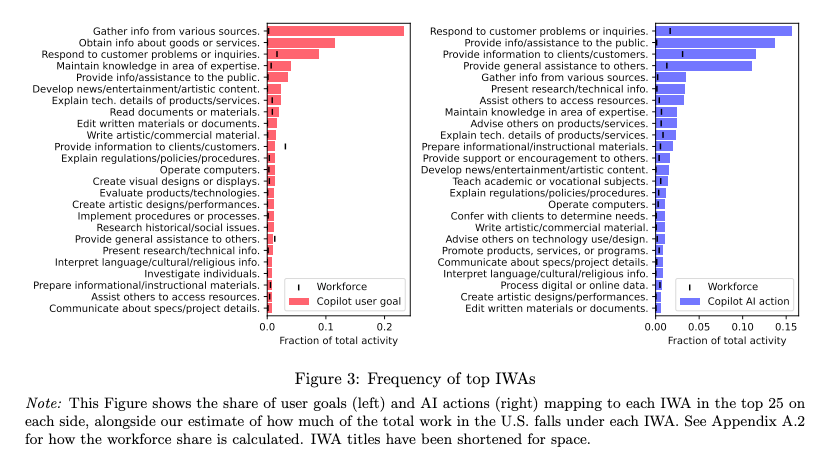 Gather info from various sources.
Obtain info about goods or services.
Respond to customer problems or inquiries.
Maintain knowledge in area of expertise.
Provide info/assistance to the public.
Develop news/entertainment/artistic content.
Explain tech. details of products/services.
Read documents or materials.
Edit written materials or documents.
Write artistic/commercial material.
Provide information to clients/customers.
Explain regulations/policies/procedures.
Operate computers.
Create visual designs or displays.
Evaluate products/technologies.
Create artistic designs/performances.
Implement procedures or processes.
Research historical/social issues.
Provide general assistance to others.
Present research/technical info.
Interpret language/cultural/religious info.
Investigate individuals.
Prepare informational/instructional materials.
Assist others to access resources.
Communicate about specs/project details.
Workforce
Copilot user goal
0.0 0.1 0.2
Fraction of total activity
Respond to customer problems or inquiries.
Provide info/assistance to the public.
Provide information to clients/customers.
Provide general assistance to others.
Gather info from various sources.
Present research/technical info.
Assist others to access resources.
Maintain knowledge in area of expertise.
Advise others on products/services.
Explain tech. details of products/services.
Prepare informational/instructional materials.
Provide support or encouragement to others.
Develop news/entertainment/artistic content.
Teach academic or vocational subjects.
Explain regulations/policies/procedures.
Operate computers.
Confer with clients to determine needs.
Write artistic/commercial material.
Advise others on technology use/design.
Promote products, services, or programs.
Communicate about specs/project details.
Interpret language/cultural/religious info.
Process digital or online data.
Create artistic designs/performances.
Edit written materials or documents.
Workforce
Copilot AI action
0.00 0.05 0.10 0.15
Fraction of total activity
Figure 3: Frequency of top IWAs
Note: This Figure shows the share of user goals (left) and AI actions (right) mapping to each IWA in the top 25 on
each side, alongside our estimate of how much of the total work in the U.S. falls under each IWA. See Appendix A.2
for how the workforce share is calculated. IWA titles have been shortened for space.